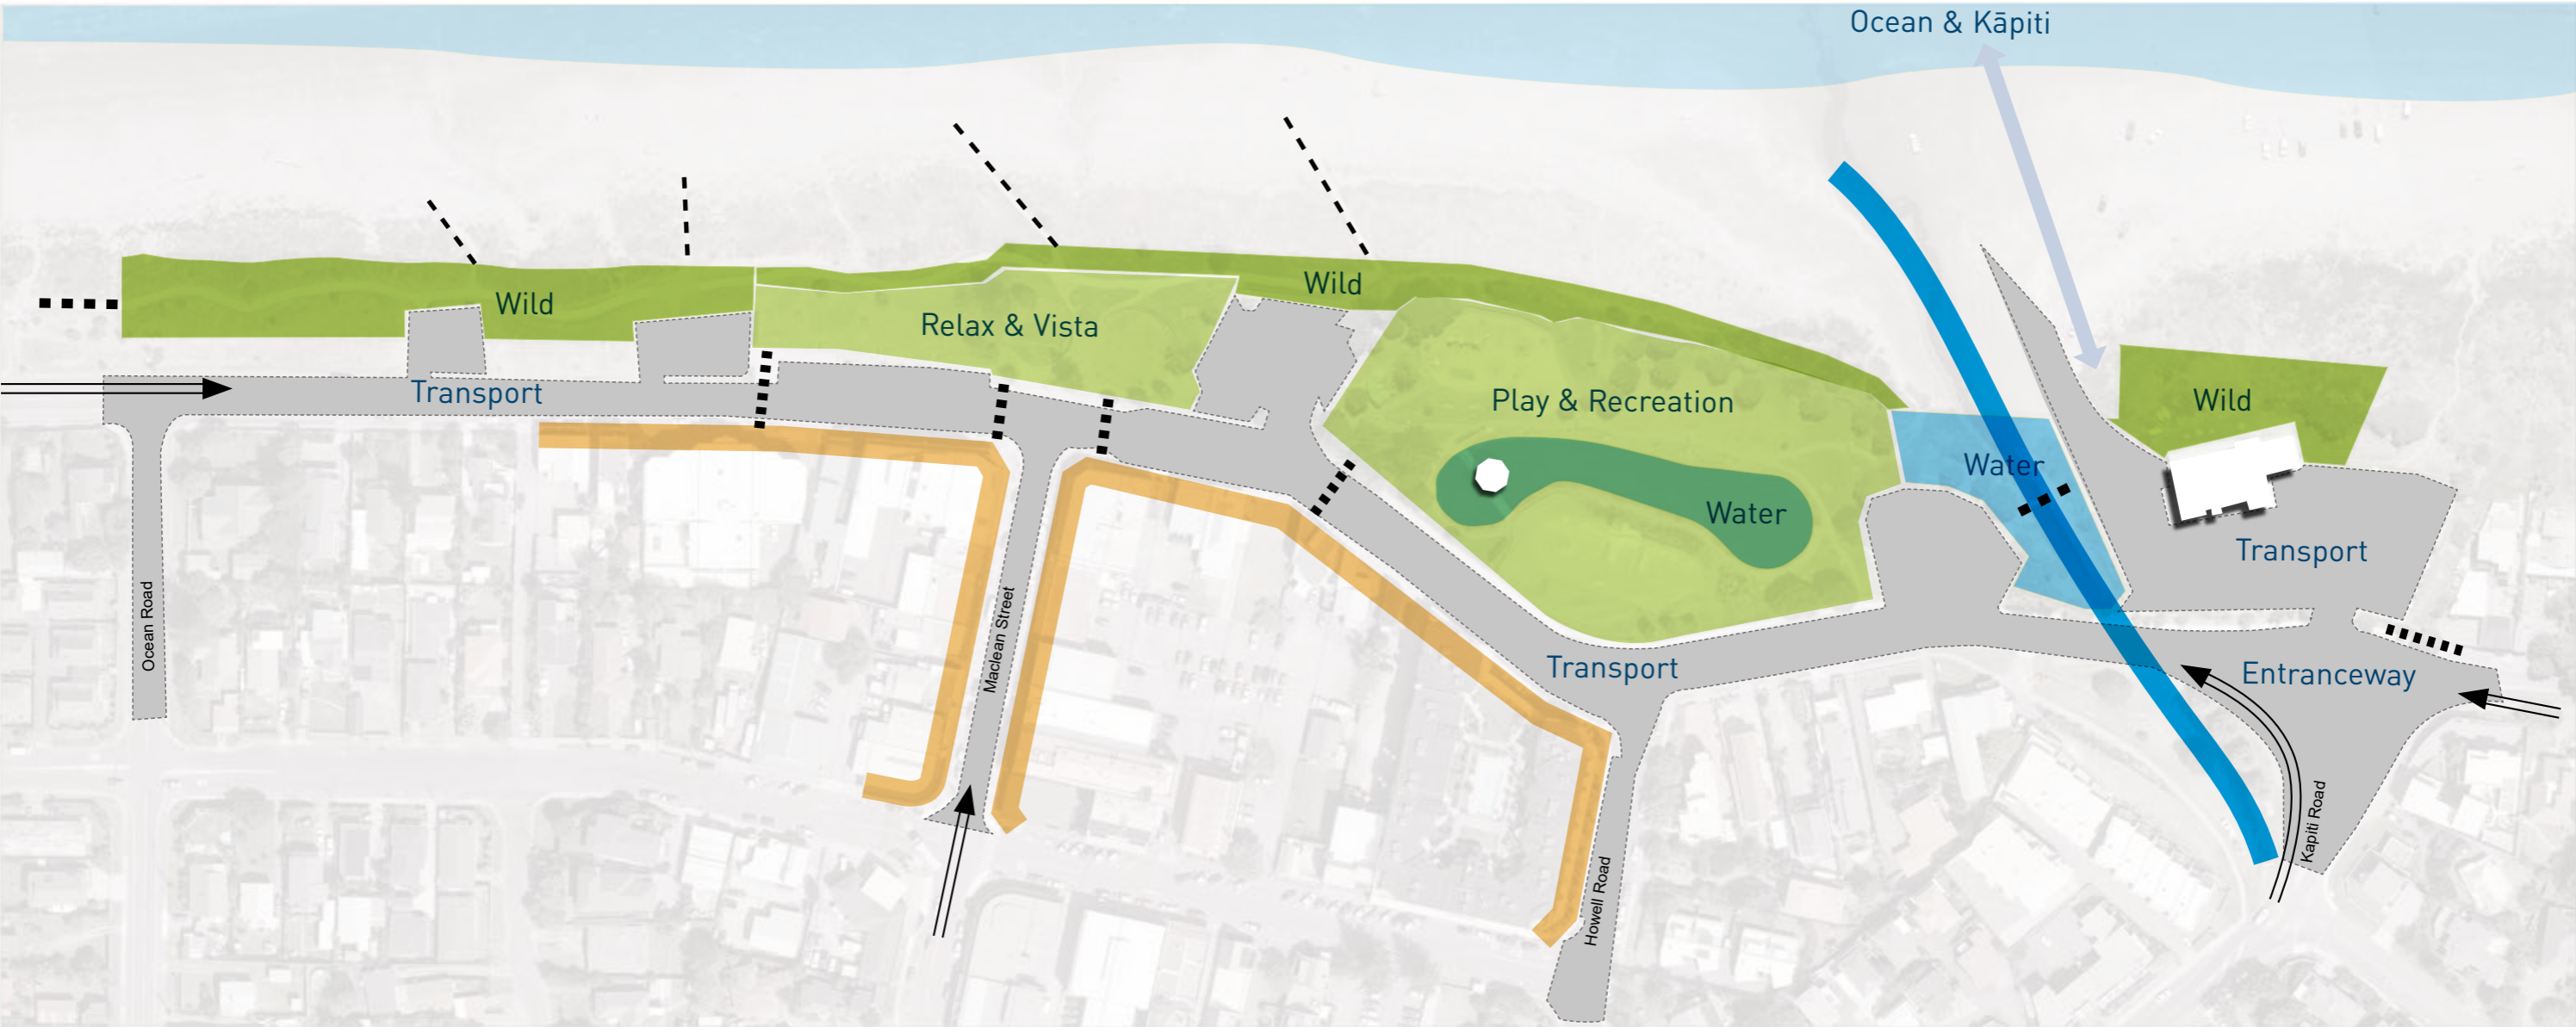 Ocean & Kāpiti
Wild
Wild
Relax & Vista
Transport
Play & Recreation
Wild
Water
Water
Transport
Ocean Road
Maclean Street
Transport
Entranceway
Kapiti Road
Howell Road